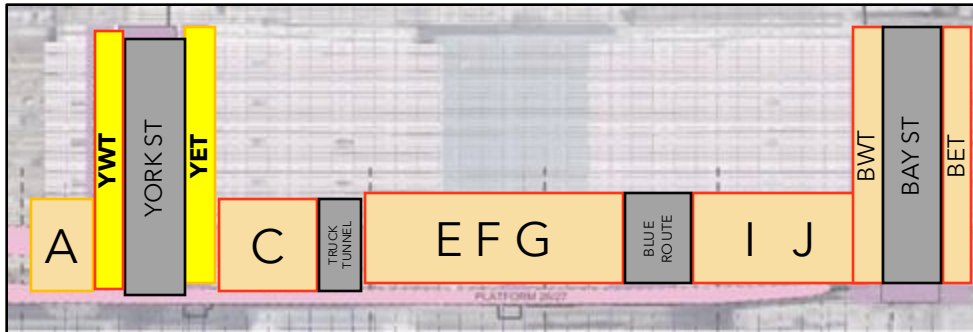 A
YWT
YORK ST
YET
C
TRUCK
TUNNEL
E F G
BLUE
ROUTE
I J
BWT
BAY ST
BET
PLATFORM 26/27